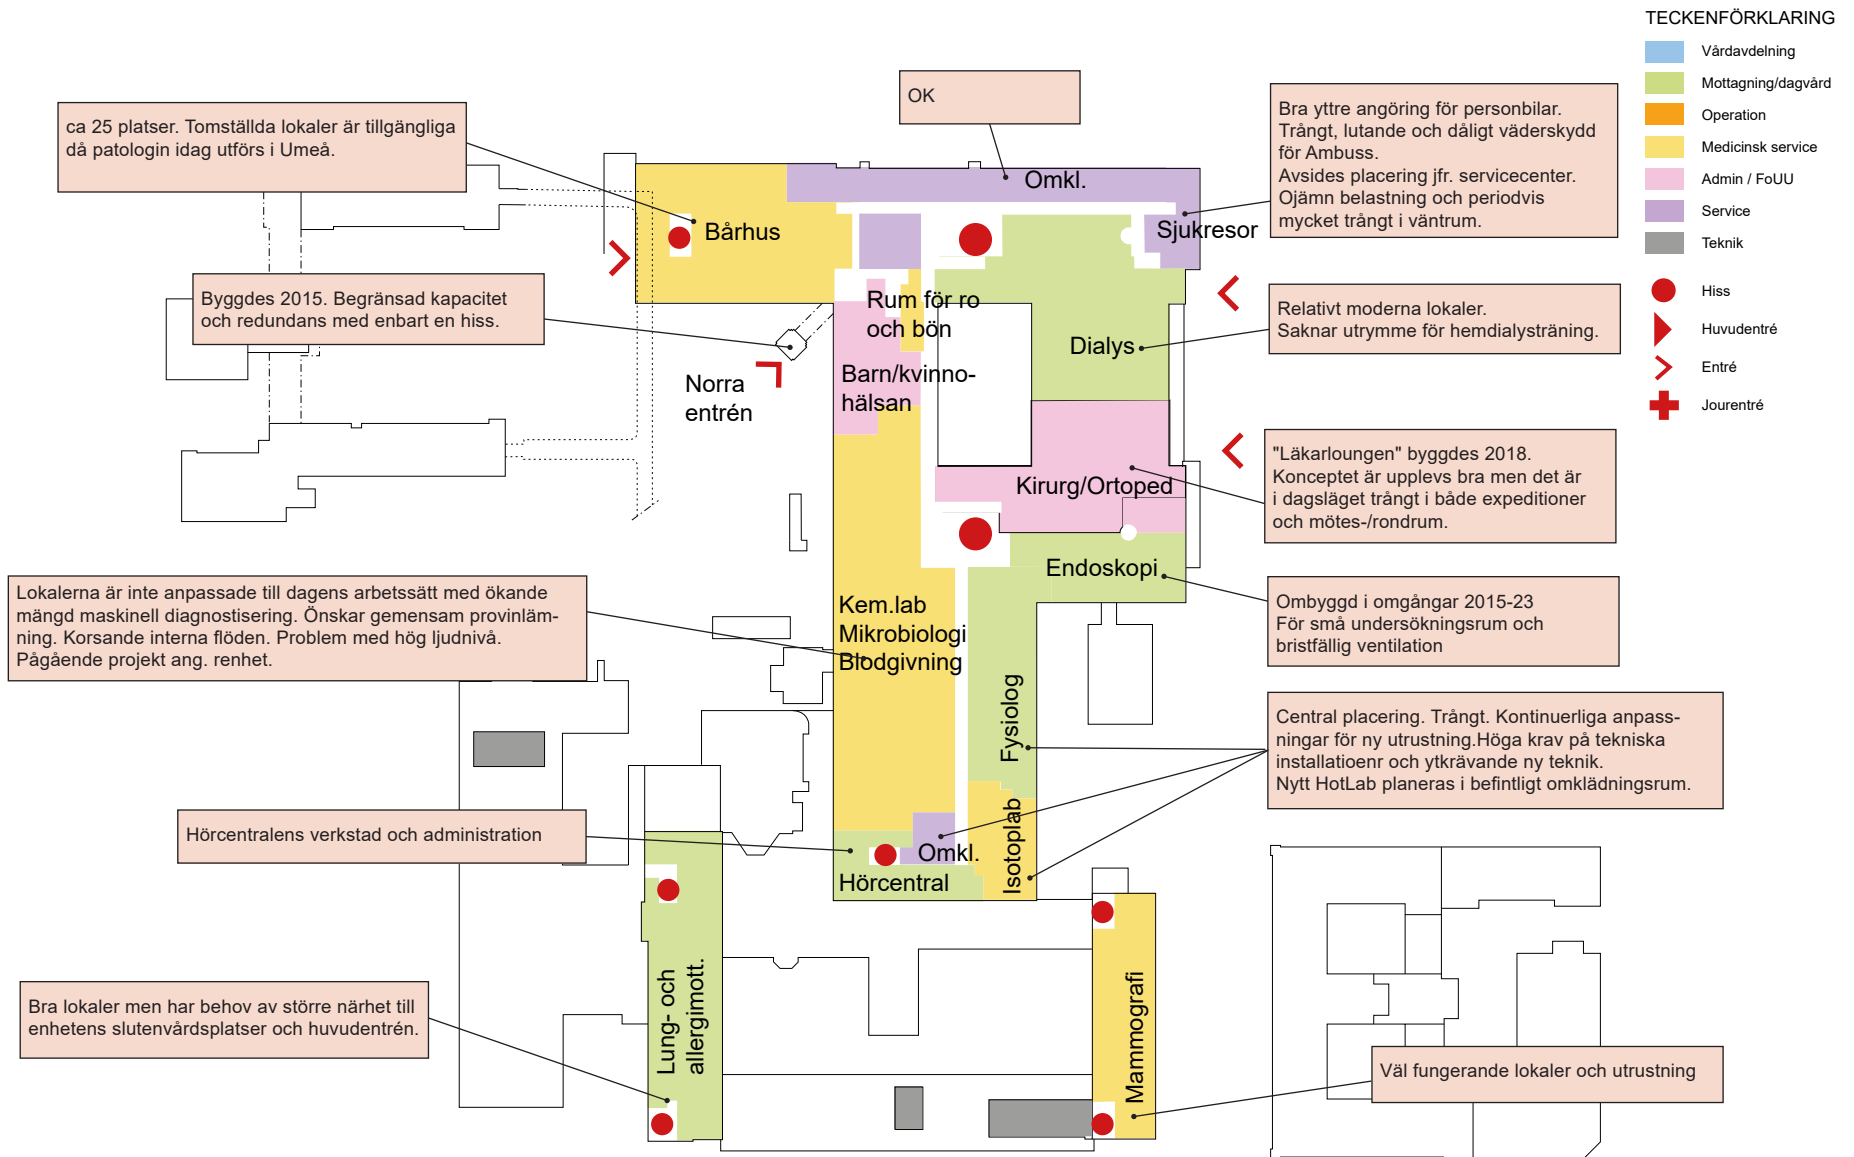 TECKENFÖRKLARING
Vårdavdelning
Mottagning/dagvård
Operation
Medicinsk service
Admin / FoUU
Service
Teknik
Hiss
Huvudentré
Entré
Jourentré
OK
ca 25 platser. Tomställda lokaler är tillgängliga
då patologin idag utförs i Umeå.
Bra yttre angöring för personbilar.
Trångt, lutande och dåligt väderskydd
för Ambuss.
Avsides placering jfr. servicecenter.
Ojämn belastning och periodvis
mycket trångt i väntrum.
Omkl.
Bårhus
Sjukresor
Byggdes 2015. Begränsad kapacitet
och redundans med enbart en hiss.
Rum för ro
och bön
Relativt moderna lokaler.
Saknar utrymme för hemdialysträning.
Dialys
Norra
entrén
Barn/kvinno-
hälsan
"Läkarloungen" byggdes 2018.
Konceptet är upplevs bra men det är
i dagsläget trångt i både expeditioner
och mötes-/rondrum.
Kirurg/Ortoped
Endoskopi
Lokalerna är inte anpassade till dagens arbetssätt med ökande
mängd maskinell diagnostisering. Önskar gemensam provinläm-
ning. Korsande interna flöden. Problem med hög ljudnivå.
Pågående projekt ang. renhet.
Kem.lab
Mikrobiologi
Blodgivning
Ombyggd i omgångar 2015-23
För små undersökningsrum och
bristfällig ventilation
Fysiolog
Central placering. Trångt. Kontinuerliga anpass-
ningar för ny utrustning.Höga krav på tekniska
installatioenr och ytkrävande ny teknik.
Nytt HotLab planeras i befintligt omklädningsrum.
Hörcentralens verkstad och administration
Omkl.
Isotoplab
Hörcentral
Lung- och
allergimott.
Bra lokaler men har behov av större närhet till
enhetens slutenvårdsplatser och huvudentrén.
Mammografi
Väl fungerande lokaler och utrustning